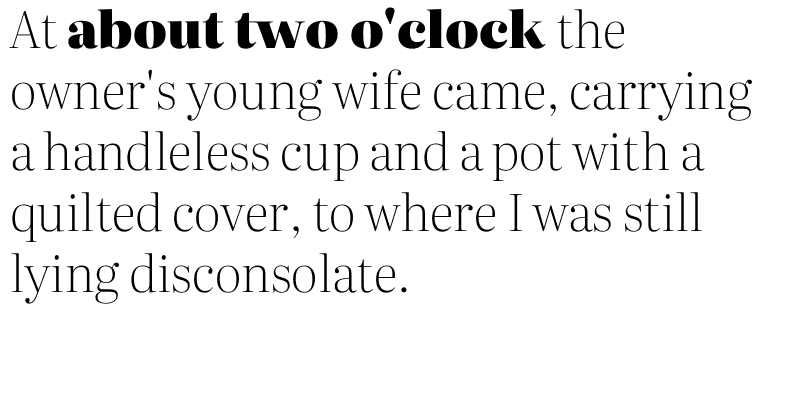 At about two o'clock the
owner's young wife came, carrying
a handleless cup and a pot with a
quilted cover, to where I was still
lying disconsolate.